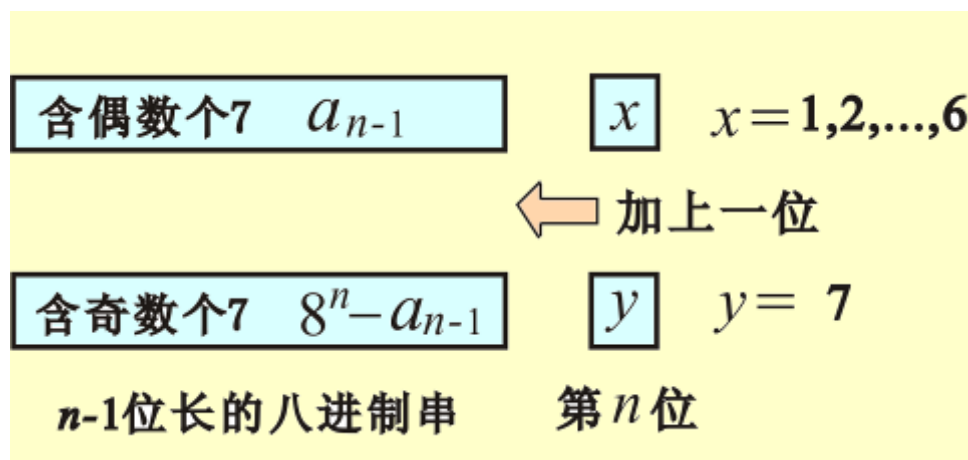 含偶数个7 aₙ₋₁ x x=1,2,...,6
加上一位
含奇数个7 8ⁿ–aₙ₋₁ y y= 7
n-1位长的八进制串 第n位